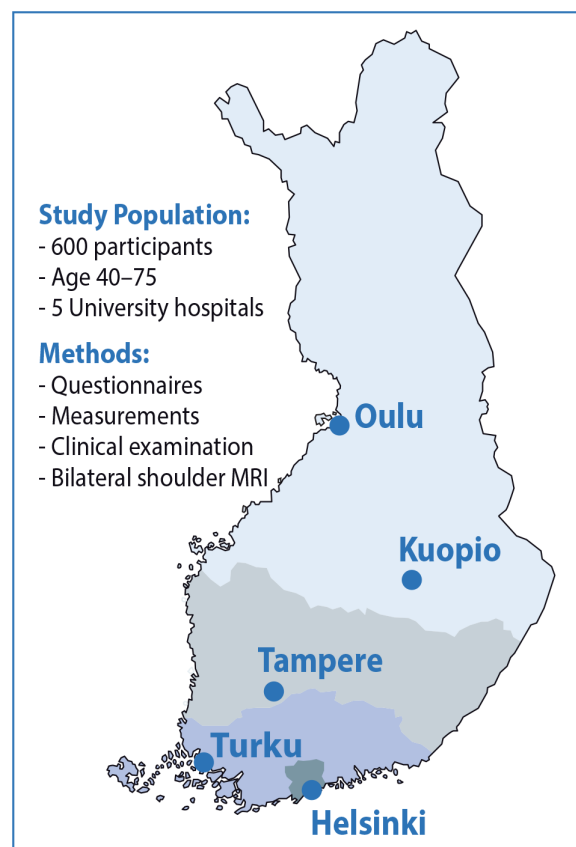 Study Population:
- 600 participants
- Age 40–75
- 5 University hospitals
Methods:
- Questionnaires
- Measurements
- Clinical examination
- Bilateral shoulder MRI
Oulu
Kuopio
Tampere
Turku
Helsinki